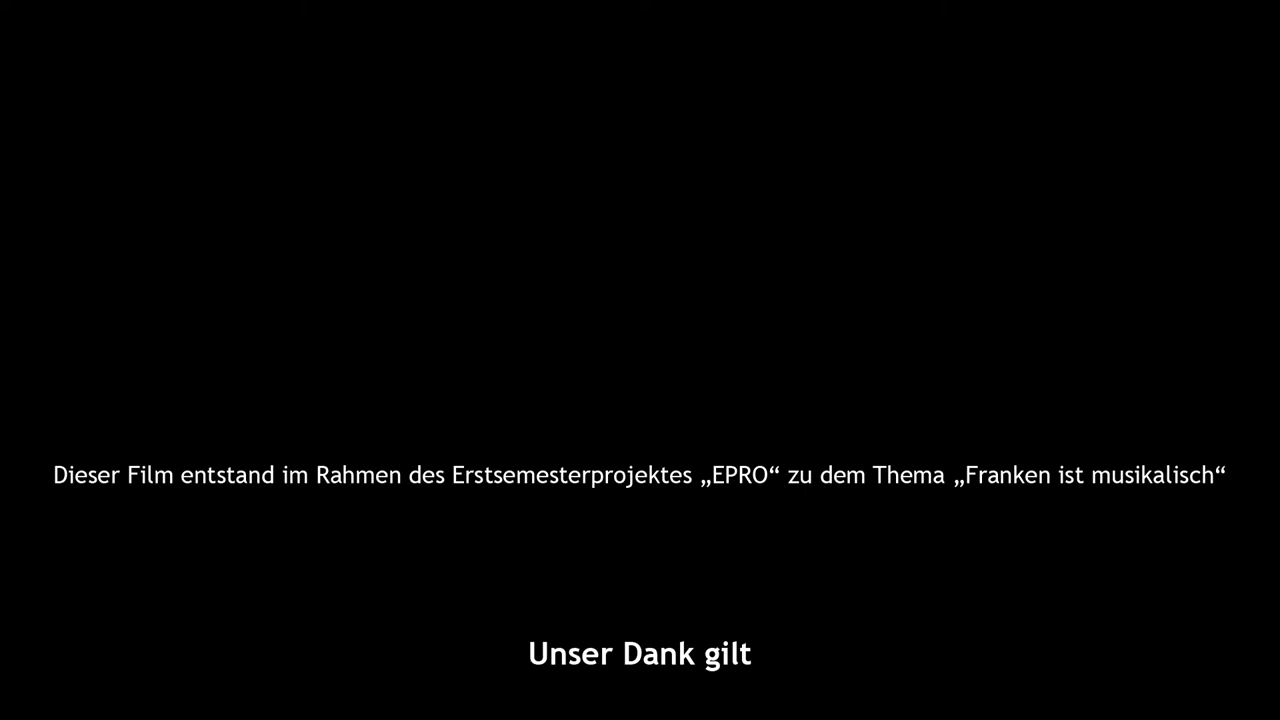 Dieser Film entstand im Rahmen des Erstsemesterprojektes „EPRO“ zu dem Thema „Franken ist musikalisch“
Unser Dank gilt